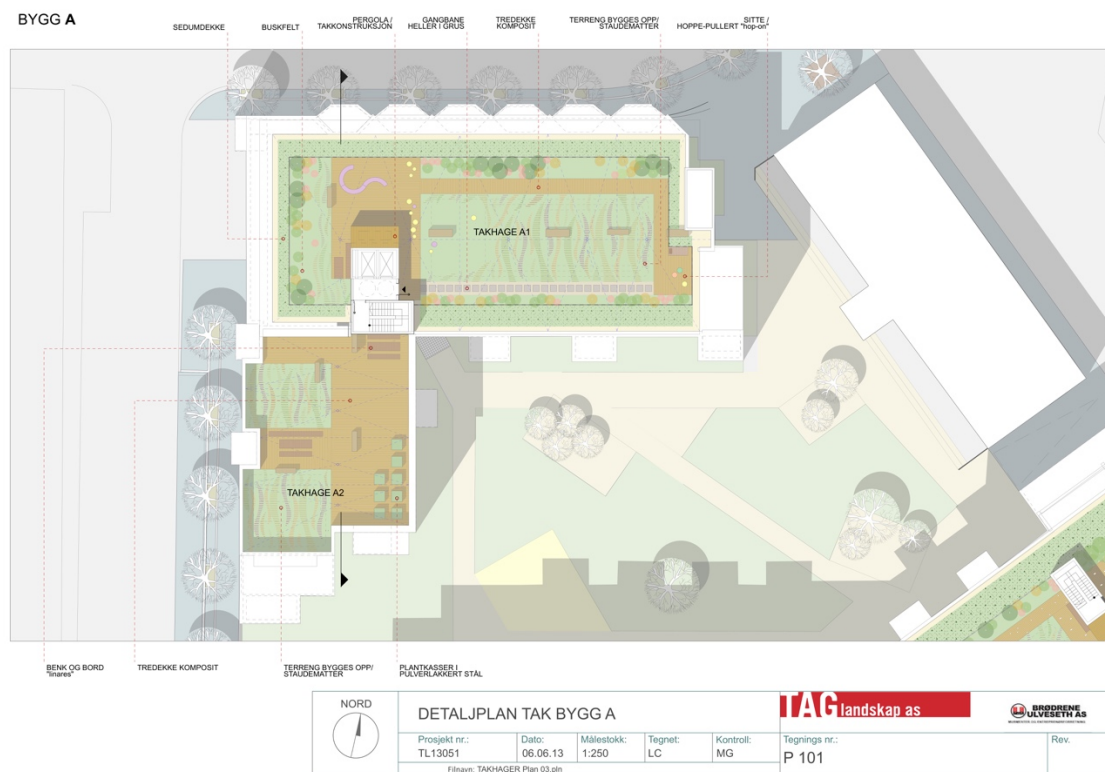 BYGG A
SEDUMDEKKE
BUSKFELT
PERGOLA /
TAKKONSTRUKSJON
GANGBANE
HELLER I GRUS
TREDEKKE
KOMPOSIT
TERRENG BYGGES OPP/
STAUDEMATTER
SITTE /
HOPPE-PULLERT "hop-on"
TAKHAGE A1
TAKHAGE A2
BENK OG BORD
"linares"
TREDEKKE KOMPOSIT
TERRENG BYGGES OPP/
STAUDEMATTER
PLANTKASSER I
PULVERLAKKERT STÅL
NORD
DETALJPLAN TAK BYGG A
TAG landskap as
BRØDRENE
ULVESETH AS
Prosjekt nr.:
TL13051
Dato:
06.06.13
Målestokk:
1:250
Tegnet:
LC
Kontroll:
MG
Tegnings nr.:
P 101
Rev.
Filnavn: TAKHAGER Plan 03.pln